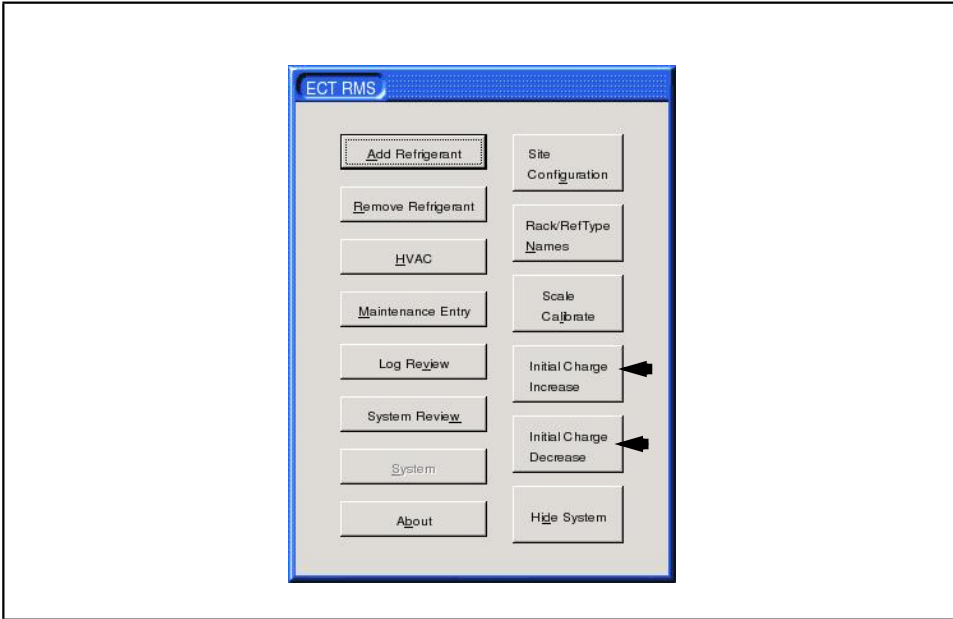 ECT RMS
Add Refrigerant
Remove Refrigerant
HVAC
Maintenance Entry
Log Review
System Review
System
About
Site
Configuration
Rack/RefType
Names
Scale
Calibrate
Initial Charge
Increase
Initial Charge
Decrease
Hide System